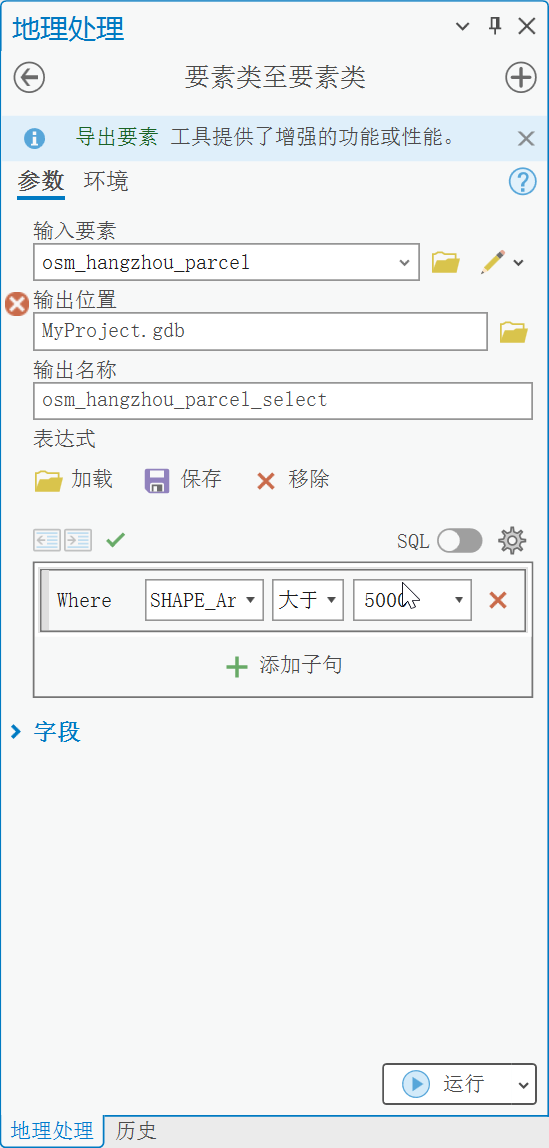 地理处理
要素类至要素类
导出要素 工具提供了增强的功能或性能。
参数 环境
输入要素
osm_hangzhou_parcel
输出位置
MyProject.gdb
输出名称
osm_hangzhou_parcel_select
表达式
加载 保存 移除
SQL
Where SHAPE_Ar 大于
添加子句
字段
运行
地理处理 历史